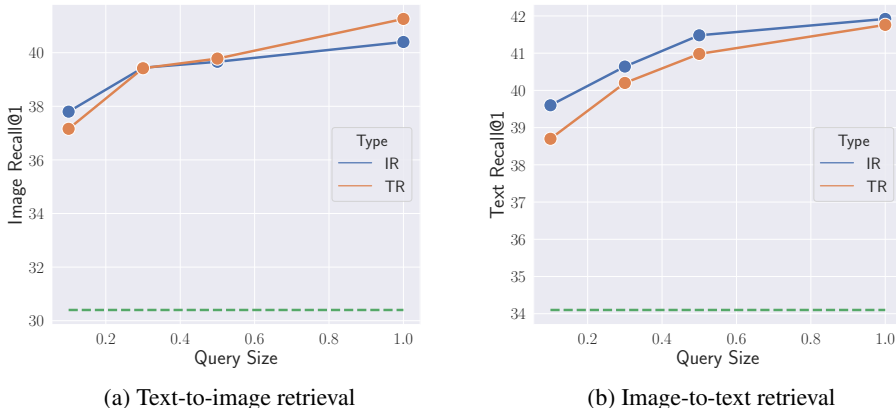 Image Recall@1
40
38
36
34
32
30
0.2
0.4
0.6
0.8
1.0
Query Size
Type
IR
TR
(a) Text-to-image retrieval
Text Recall@1
42
41
40
39
38
37
36
35
34
0.2
0.4
0.6
0.8
1.0
Query Size
Type
IR
TR
(b) Image-to-text retrieval